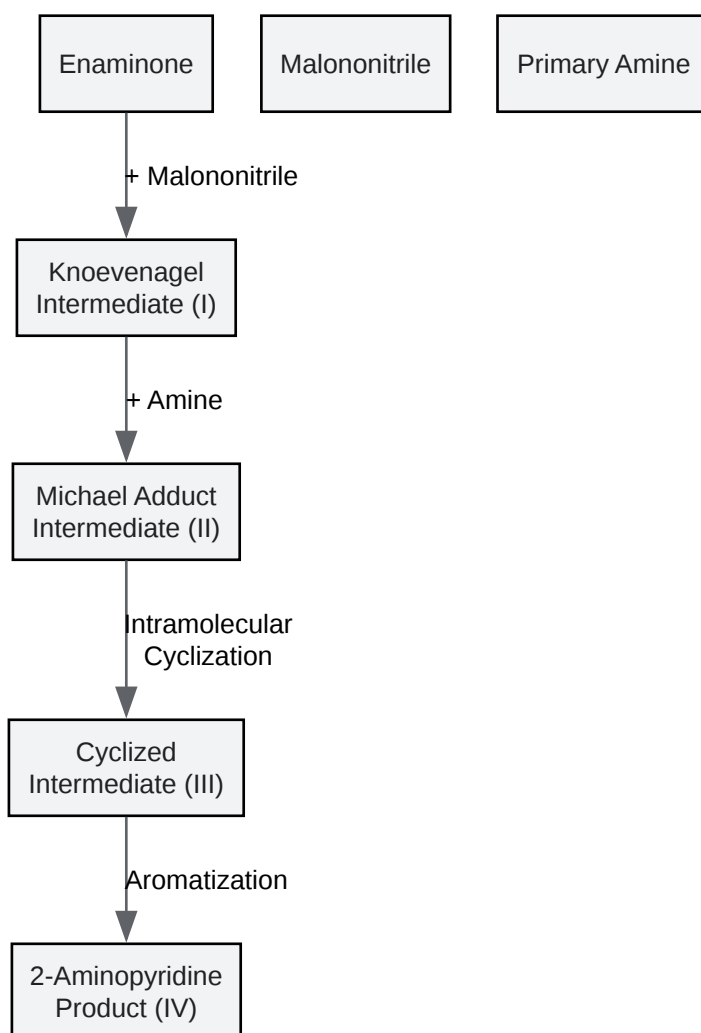 Enaminone
Malononitrile
Primary Amine
+ Malononitrile
Knoevenagel
Intermediate (I)
+ Amine
Michael Adduct
Intermediate (II)
Intramolecular
Cyclization
Cyclized
Intermediate (III)
Aromatization
2-Aminopyridine
Product (IV)